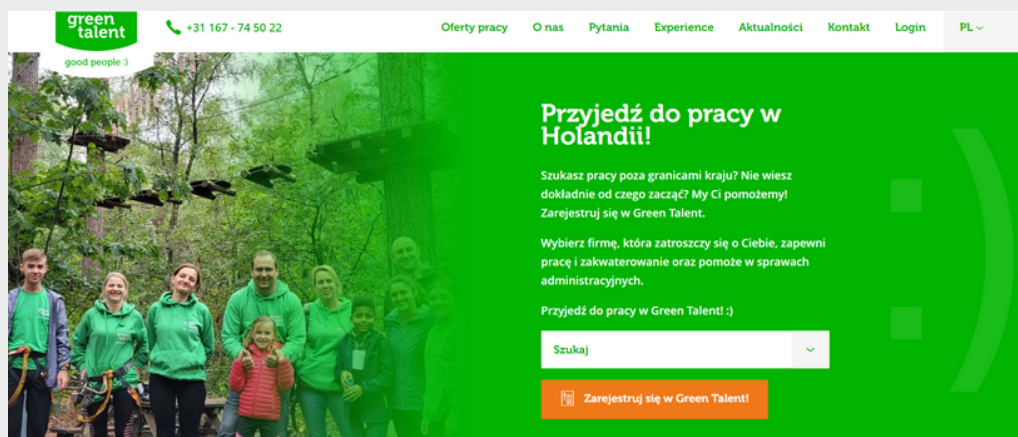 green
talent
good people :)
+31 167 - 74 50 22
Oferty pracy
O nas
Pytania
Experience
Aktualności
Kontakt
Login
PL
Przyjedź do pracy w
Holandii!
Szukasz pracy poza granicami kraju? Nie wiesz
dokładnie od czego zacząć? My Ci pomożemy!
Zarejestruj się w Green Talent.
Wybierz firmę, która zatroszczy się o Ciebie, zapewni
pracę i zakwaterowanie oraz pomoże w sprawach
administracyjnych.
Przyjedź do pracy w Green Talent! :)
Szukaj
Zarejestruj się w Green Talent!
:)